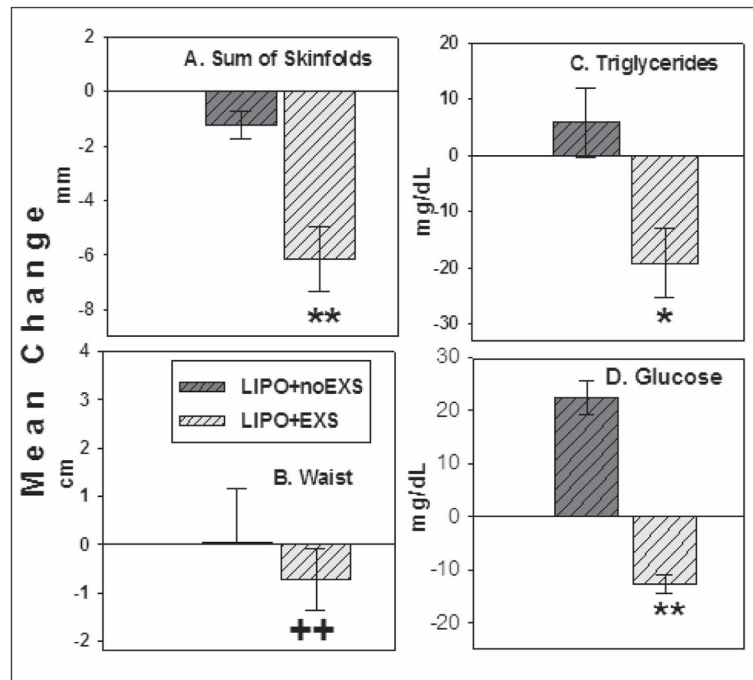 Mean Change
mm
2
0
-2
-4
-6
-8
A. Sum of Skinfolds
**
cm
4
3
2
1
0
-1
-2
LIPO+noEXS
LIPO+EXS
B. Waist
++
mg/dL
20
10
0
-10
-20
-30
C. Triglycerides
*
mg/dL
30
20
10
0
-10
-20
D. Glucose
**